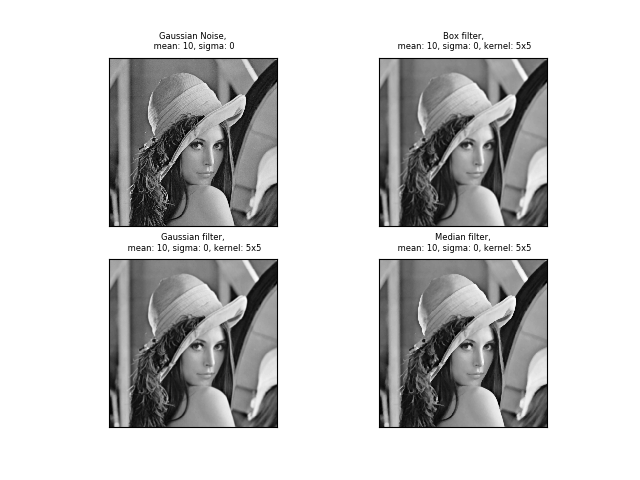 Gaussian Noise,
mean: 10, sigma: 0
Box filter,
mean: 10, sigma: 0, kernel: 5x5
Gaussian filter,
mean: 10, sigma: 0, kernel: 5x5
Median filter,
mean: 10, sigma: 0, kernel: 5x5